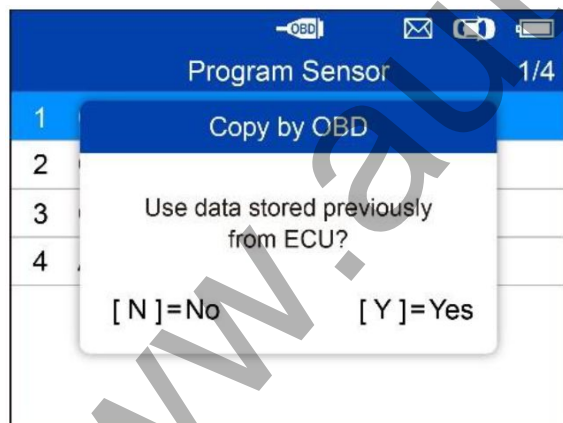 OBD
Program Sensor 1/4
Copy by OBD
1
2
3
4
Use data stored previously
from ECU?
[ N ]=No [ Y ]=Yes